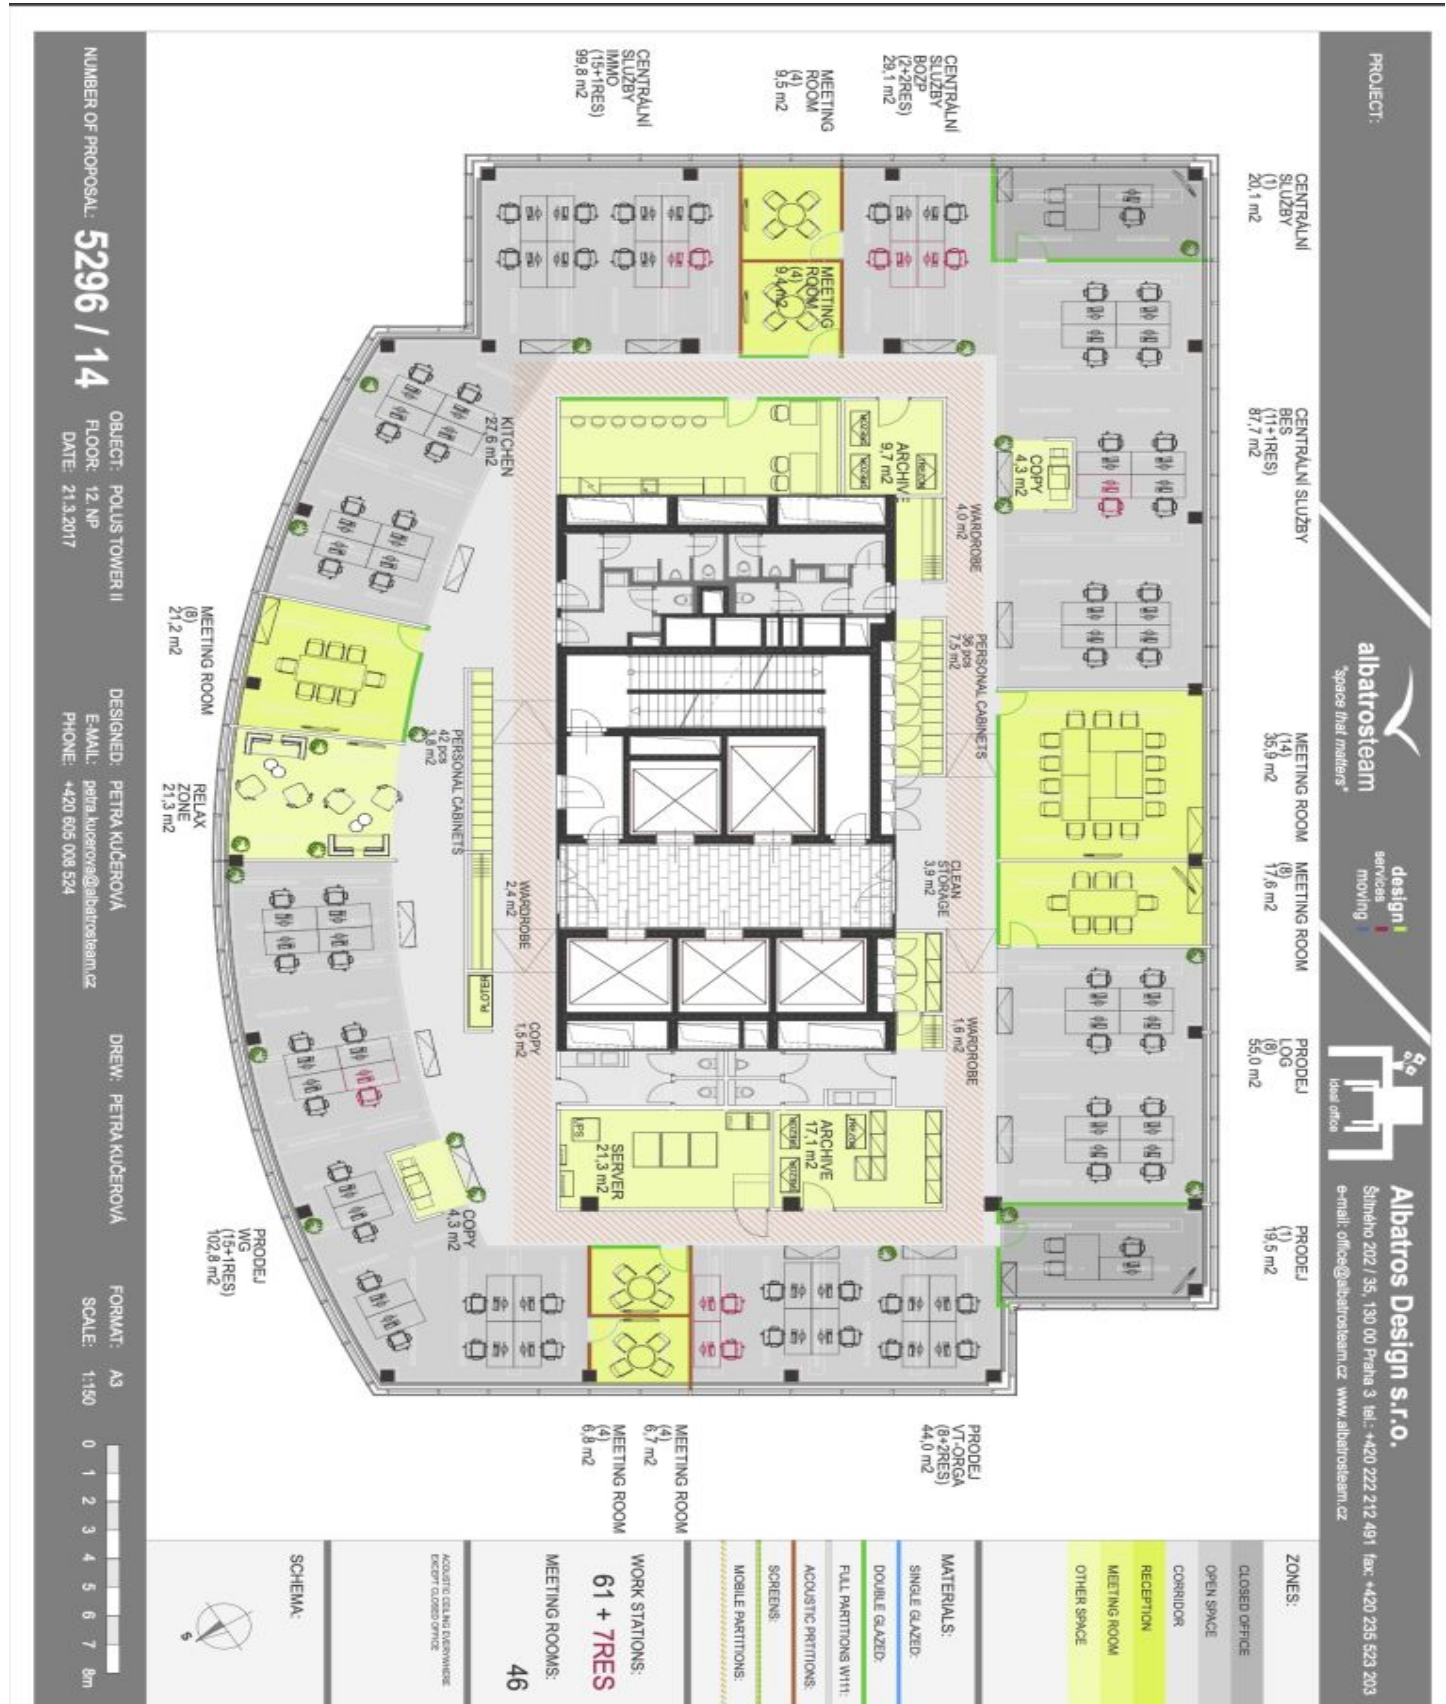 PROJECT:
albatrosteam
"space that matters"
design
services
moving
ideal office
Albatros Design s.r.o.
Štítného 202 / 35, 130 00 Praha 3 tel.: +420 222 212 491 fax: +420 235 523 203
e-mail: office@albatrosteam.cz www.albatrosteam.cz
CENTRÁLNÍ
SLUŽBY
(1)
20,1 m2
CENTRÁLNÍ SLUŽBY
BES
(11+1RES)
87,7 m2
MEETING ROOM
(14)
35,9 m2
MEETING ROOM
(8)
17,6 m2
PRODEJ
LOG
(8)
55,0 m2
PRODEJ
(1)
19,5 m2
CENTRÁLNÍ
SLUŽBY
BOZP
(2+2RES)
29,1 m2
MEETING
ROOM
(4)
9,5 m2
MEETING
ROOM
(4)
9,4 m2
CENTRÁLNÍ
SLUŽBY
IMMO
(15+1RES)
99,8 m2
COPY
4,3 m2
ARCHIV
9,7 m2
WARDROBE
4,0 m2
PERSONAL CABINETS
36 pcs
7,5 m2
CLEAN
STORAGE
3,9 m2
WARDROBE
1,6 m2
KITCHEN
27,6 m2
PERSONAL CABINETS
42 pcs
3,8 m2
WARDROBE
2,4 m2
PLOTER
COPY
1,5 m2
ARCHIVE
17,1 m2
SERVER
21,3 m2
UPS
COPY
4,3 m2
MEETING ROOM
(8)
21,2 m2
RELAX
ZONE
21,3 m2
PRODEJ
WG
(15+1RES)
102,8 m2
PRODEJ
VT-ORGA
(8+2RES)
44,0 m2
MEETING ROOM
(4)
6,7 m2
MEETING ROOM
(4)
6,8 m2
ZONES:
CLOSED OFFICE
OPEN SPACE
CORRIDOR
RECEPTION
MEETING ROOM
OTHER SPACE
MATERIALS:
SINGLE GLAZED:
DOUBLE GLAZED:
FULL PARTITIONS W111:
ACOUSTIC PRTITIONS:
SCREENS:
MOBILE PARTITIONS:
WORK STATIONS:
61 + 7RES
MEETING ROOMS:
46
ACOUSTIC CEILING EVERYWHERE
EXCEPT CLOSED OFFICE
SCHEMA:
S
NUMBER OF PROPOSAL: 5296 / 14
OBJECT: POLUS TOWER II
FLOOR: 12. NP
DATE: 21.3.2017
DESIGNED: PETRA KUČEROVÁ
E-MAIL: petra.kucerova@albatrosteam.cz
PHONE: +420 605 008 524
DREW: PETRA KUČEROVÁ
FORMAT: A3
SCALE: 1:150
0 1 2 3 4 5 6 7 8m